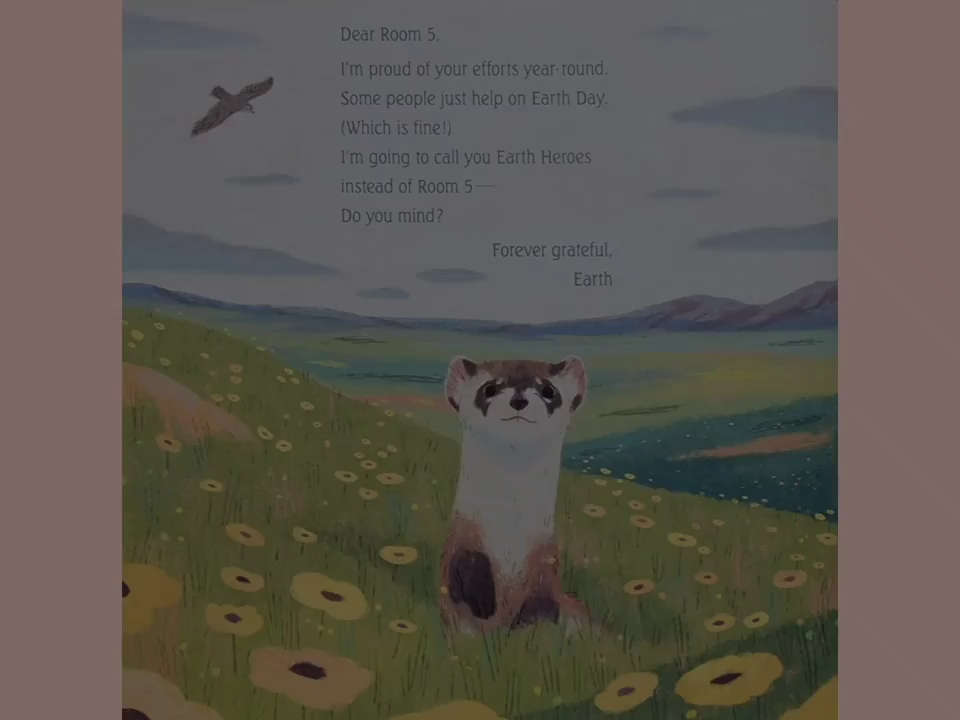 Dear Room 5,
I'm proud of your efforts year-round.
Some people just help on Earth Day.
(Which is fine!)
I'm going to call you Earth Heroes
instead of Room 5—
Do you mind?
Forever grateful,
Earth